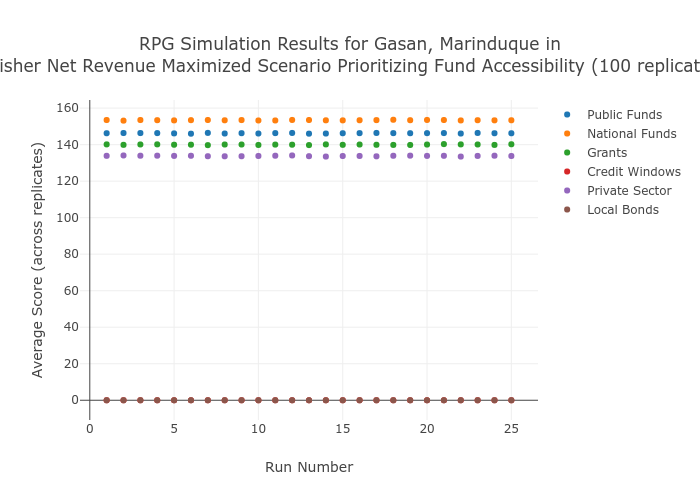 RPG Simulation Results for Gasan, Marinduque in
Net Revenue Maximized Scenario Prioritizing Fund Accessibility (100
160
140
120
100
80
60
40
20
0
0
5
10
15
20
25
Average Score (across replicates)
Run Number
Public Funds
National Funds
Grants
Credit Windows
Private Sector
Local Bonds